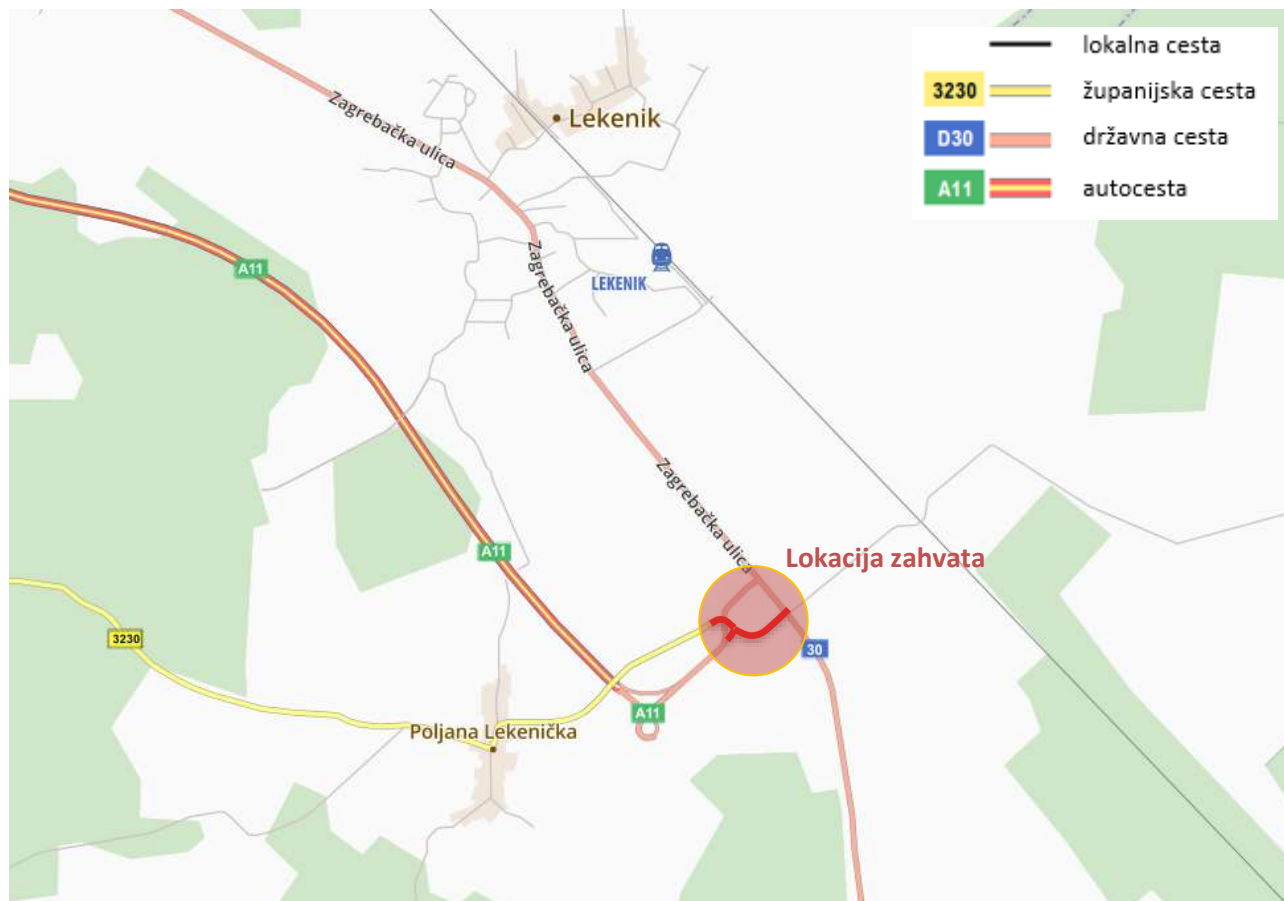 lokalna cesta
3230 županijska cesta
D30 državna cesta
A11 autocesta
Lekenik
Zagrebačka ulica
Zagrebačka ulica
LEKENIK
A11
Zagrebačka ulica
A11
Lokacija zahvata
3230
30
A11
Poljana Lekenička